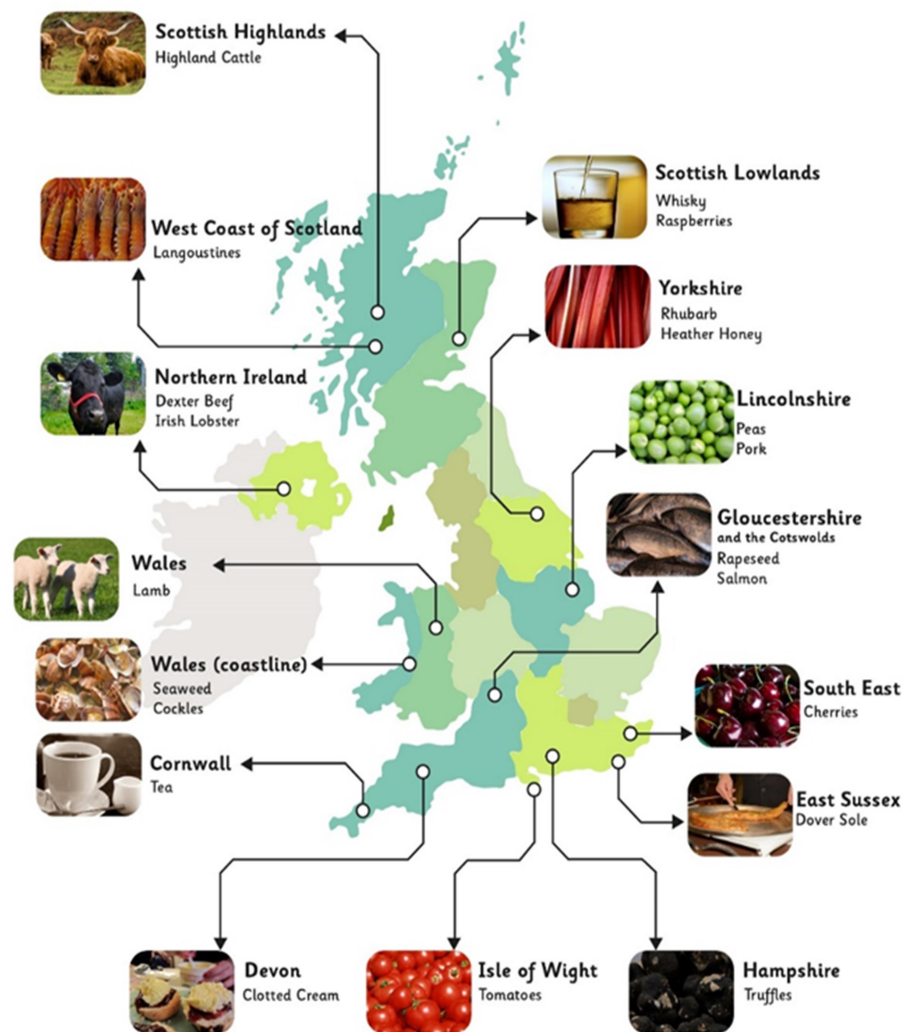 Scottish Highlands
Highland Cattle
West Coast of Scotland
Langoustines
Northern Ireland
Dexter Beef
Irish Lobster
Wales
Lamb
Wales (coastline)
Seaweed
Cockles
Cornwall
Tea
Scottish Lowlands
Whisky
Raspberries
Yorkshire
Rhubarb
Heather Honey
Lincolnshire
Peas
Pork
Gloucestershire
and the Cotswolds
Rapeseed
Salmon
South East
Cherries
East Sussex
Dover Sole
Devon
Clotted Cream
Isle of Wight
Tomatoes
Hampshire
Truffles